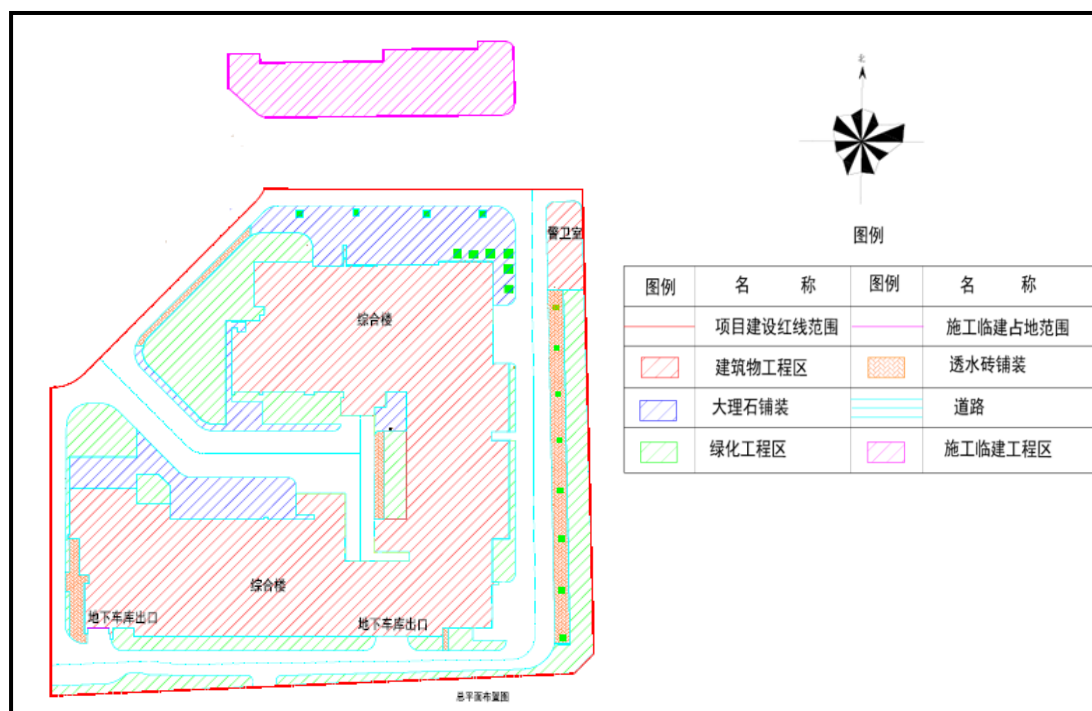 北
图例
图例 名 称 图例 名 称
项目建设红线范围 施工临建占地范围
建筑物工程区 透水砖铺装
大理石铺装 道路
绿化工程区 施工临建工程区
警卫室
综合楼
综合楼
地下车库出口
地下车库出口
总平面布置图